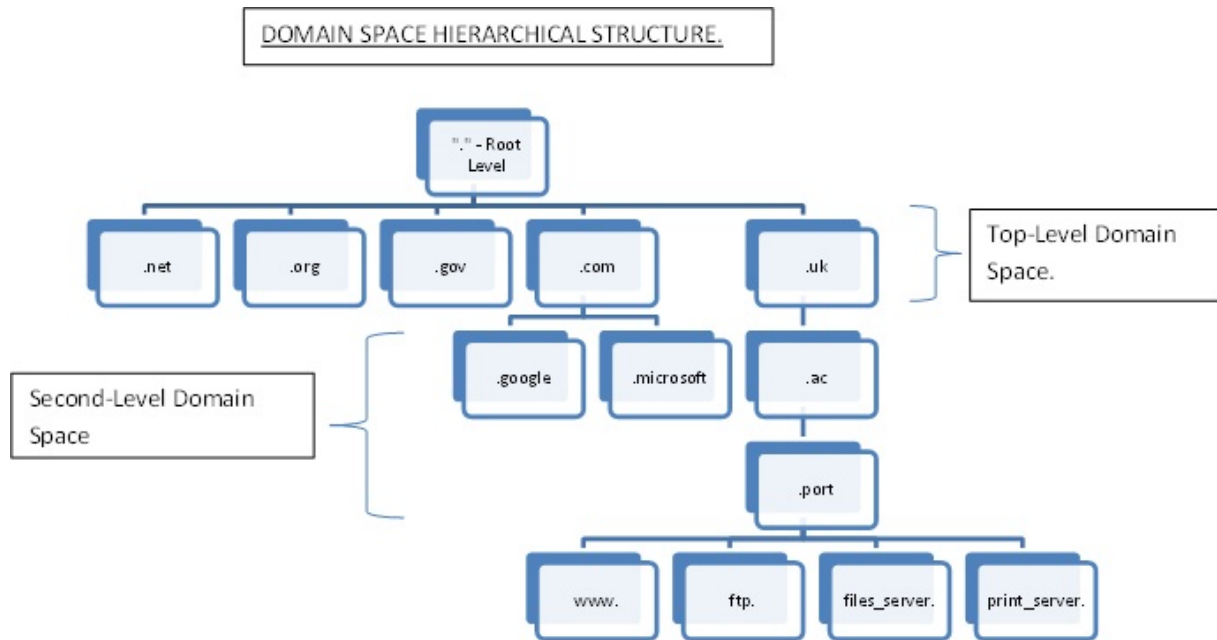 DOMAIN SPACE HIERARCHICAL STRUCTURE.
"." - Root
Level
.net
.org
.gov
.com
.uk
Top-Level Domain
Space.
.google
.microsoft
.ac
Second-Level Domain
Space
.port
www.
ftp.
files_server.
print_server.